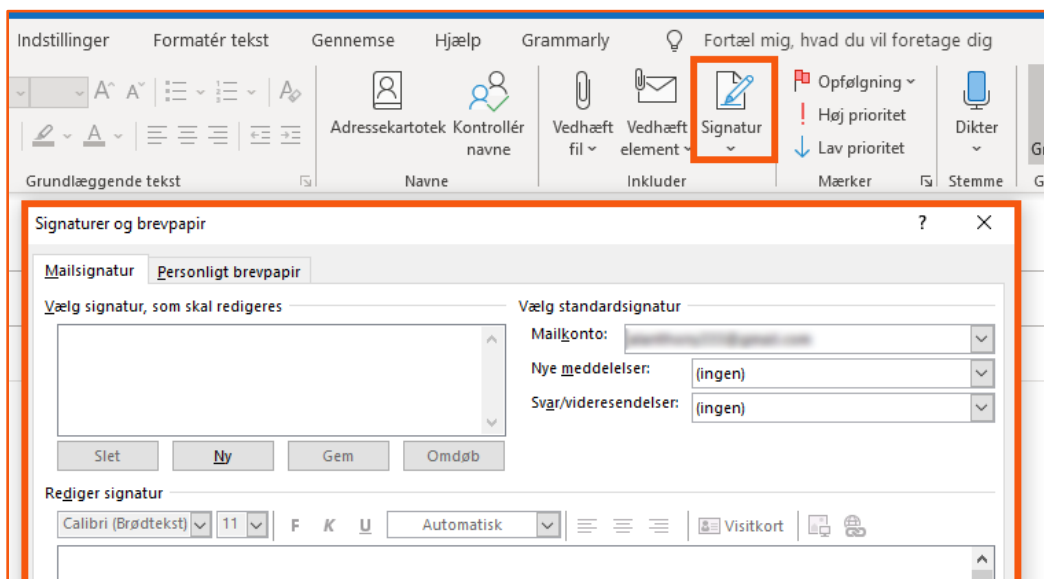 Indstillinger Formatér tekst Gennemse Hjælp Grammarly Fortæl mig, hvad du vil foretage dig
Adressekartotek Kontrollér navne
Vedhæft fil Vedhæft element Signatur
Opfølgning
Høj prioritet
Lav prioritet
Dikter
Grundlæggende tekst Navne Inkluder Mærker Stemme
Signaturer og brevpapir ?
Mailsignatur Personligt brevpapir
Vælg signatur, som skal redigeres
Slet Ny Gem Omdøb
Vælg standardsignatur
Mailkonto:
Nye meddelelser: (ingen)
Svar/videresendelser: (ingen)
Rediger signatur
Calibri (Brødtekst) 11 F K U Automatisk Visitkort